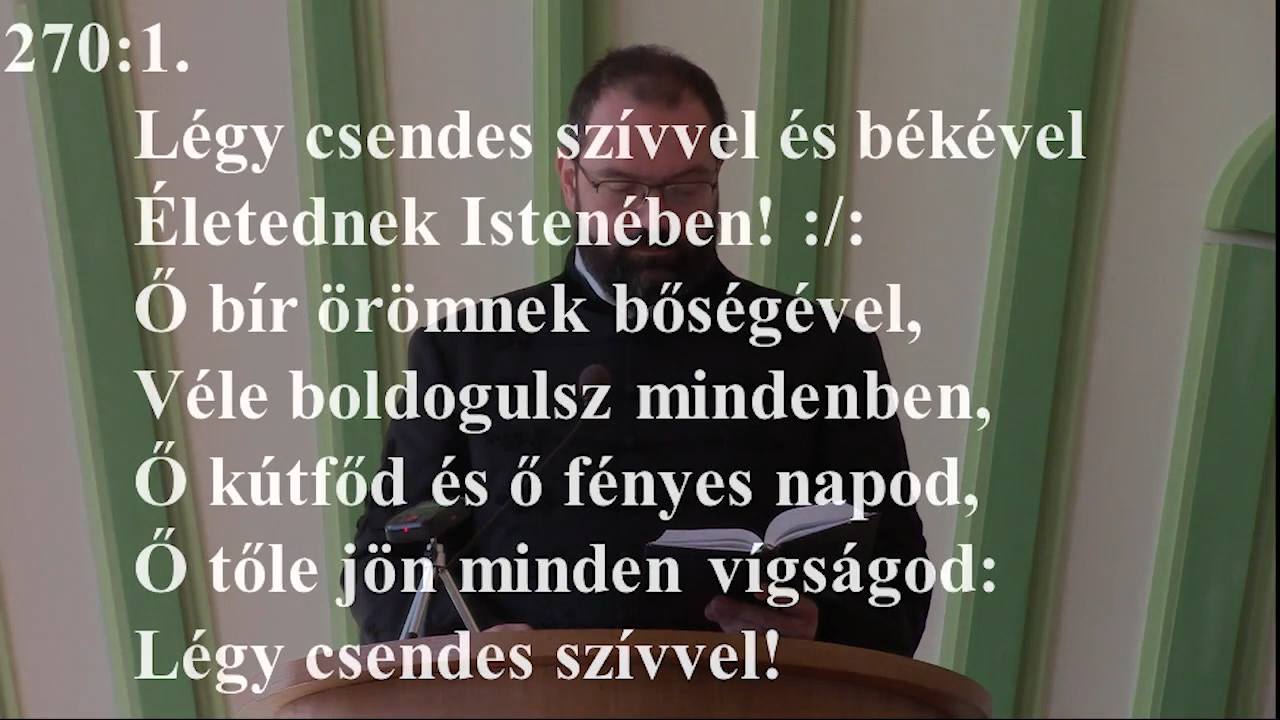 270:1.
Légy csendes szívvel és békével
Életednek Istenében! :/:
Ő bír örömnek bőségével,
Véle boldogulsz mindenben,
Ő kútfőd és ő fényes napod,
Ő tőle jön minden vígságod:
Légy csendes szívvel!